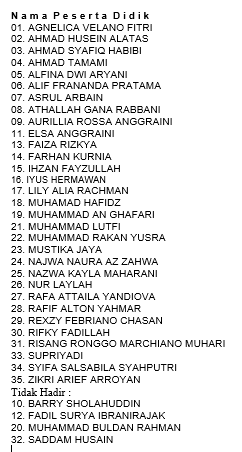 Nama Peserta Didik
01. AGNELICA VELANO FITRI
02. AHMAD HUSEIN ALATAS
03. AHMAD SYAFIQ HABIBI
04. AHMAD TAMAMI
05. ALFINA DWI ARYANI
06. ALIF FRANANDA PRATAMA
07. ASRUL ARBAIN
08. ATHALLAH GANA RABBANI
09. AURILLIA ROSSA ANGGRAINI
11. ELSA ANGGRAINI
13. FAIZA RIZKYA
14. FARHAN KURNIA
15. IHZAN FAYZULLAH
16. IYUS HERMAWAN
17. LILY ALIA RACHMAN
18. MUHAMAD HAFIDZ
19. MUHAMMAD AN GHAFARI
21. MUHAMMAD LUTFI
22. MUHAMMAD RAKAN YUSRA
23. MUSTIKA JAYA
24. NAJWA NAURA AZ ZAHWA
25. NAZWA KAYLA MAHARANI
26. NUR LAYLAH
27. RAFA ATTAILA YANDIOVA
28. RAFIF ALTON YAHMAR
29. REXZY FEBRIANO CHASAN
30. RIFKY FADILLAH
31. RISANG RONGGO MARCHIANO MUHARI
33. SUPRIYADI
34. SYIFA SALSABILA SYAHPUTRI
35. ZIKRI ARIEF ARROYAN
Tidak Hadir :
10. BARRY SHOLAHUDDIN
12. FADIL SURYA IBRANIRAJAK
20. MUHAMMAD BULDAN RAHMAN
32. SADDAM HUSAIN